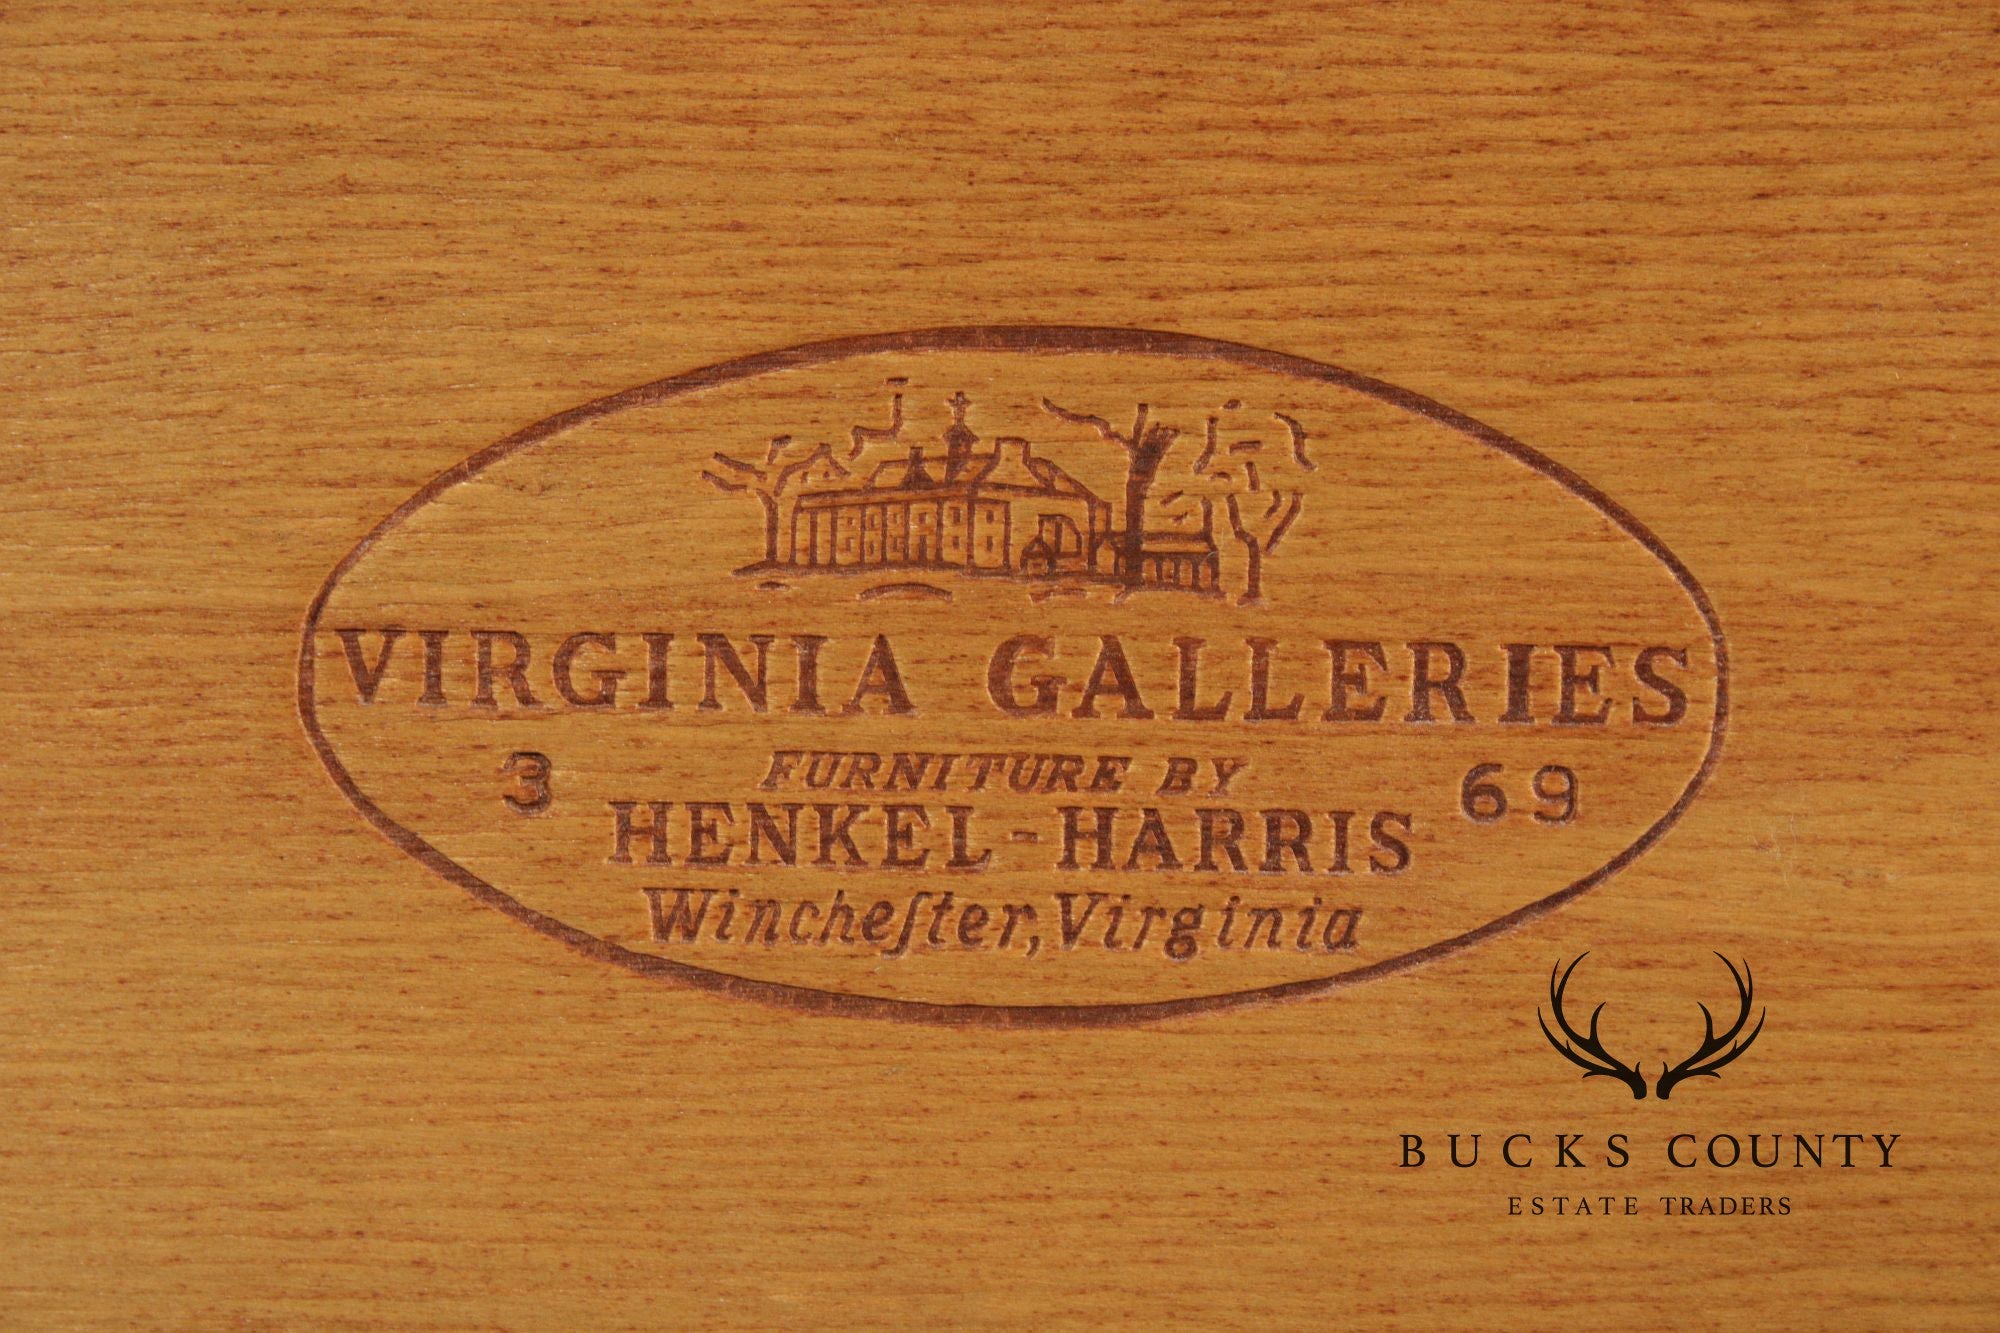 VIRGINIA GALLERIES
3 FURNITURE BY 69
HENKEL-HARRIS
Wincheſter, Virginia
BUCKS COUNTY
ESTATE TRADERS